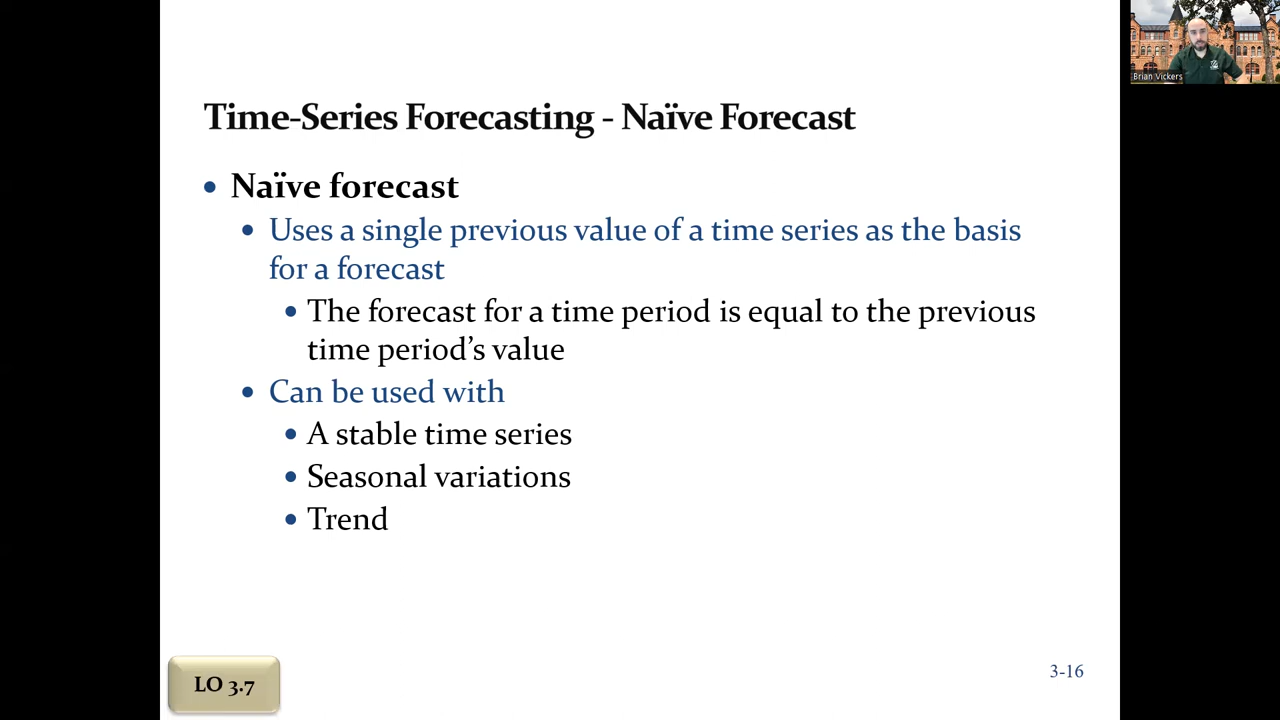 Brian Vickers
Time-Series Forecasting - Naïve Forecast
• Naïve forecast
• Uses a single previous value of a time series as the basis
for a forecast
• The forecast for a time period is equal to the previous
time period’s value
• Can be used with
• A stable time series
• Seasonal variations
• Trend
LO 3.7
3-16